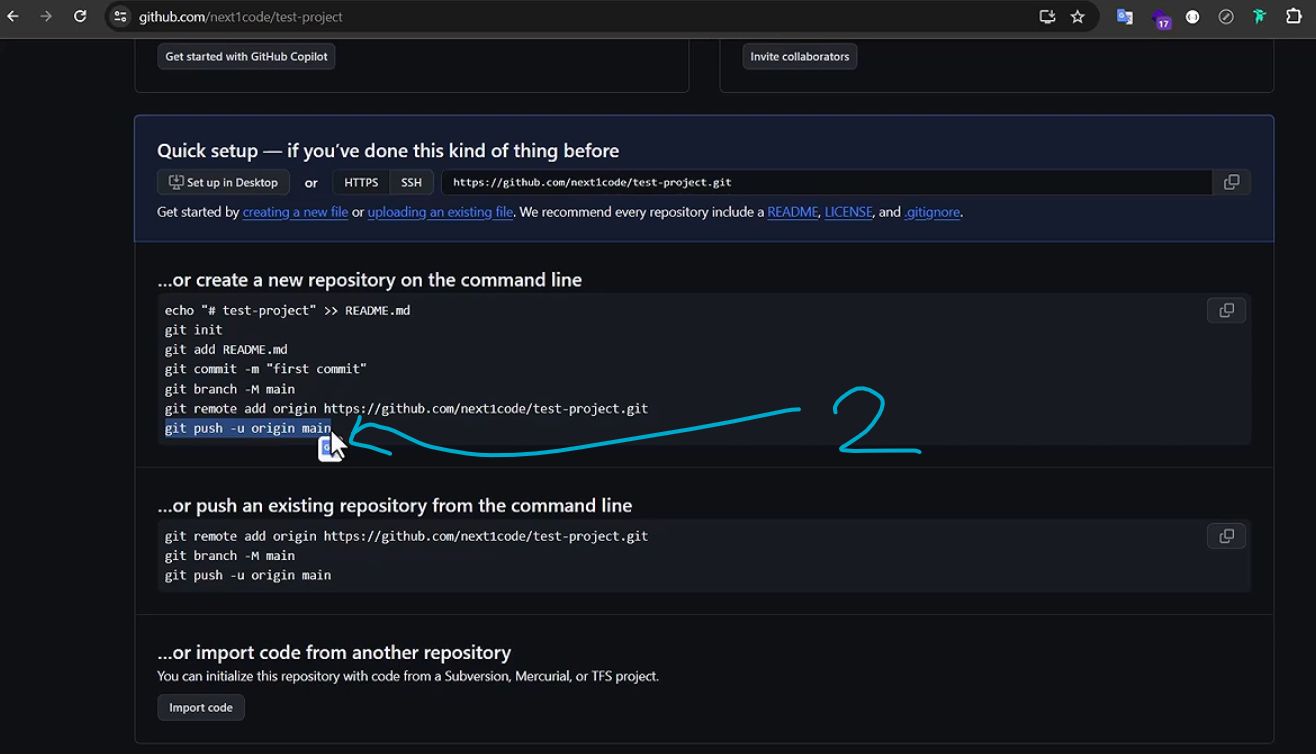 github.com/next1code/test-project
17
Get started with GitHub Copilot
Invite collaborators
Quick setup — if you've done this kind of thing before
Set up in Desktop or HTTPS SSH https://github.com/next1code/test-project.git
Get started by creating a new file or uploading an existing file. We recommend every repository include a README, LICENSE, and .gitignore.
...or create a new repository on the command line
echo "# test-project" >> README.md
git init
git add README.md
git commit -m "first commit"
git branch -M main
git remote add origin https://github.com/next1code/test-project.git
git push -u origin main
2
...or push an existing repository from the command line
git remote add origin https://github.com/next1code/test-project.git
git branch -M main
git push -u origin main
...or import code from another repository
You can initialize this repository with code from a Subversion, Mercurial, or TFS project.
Import code